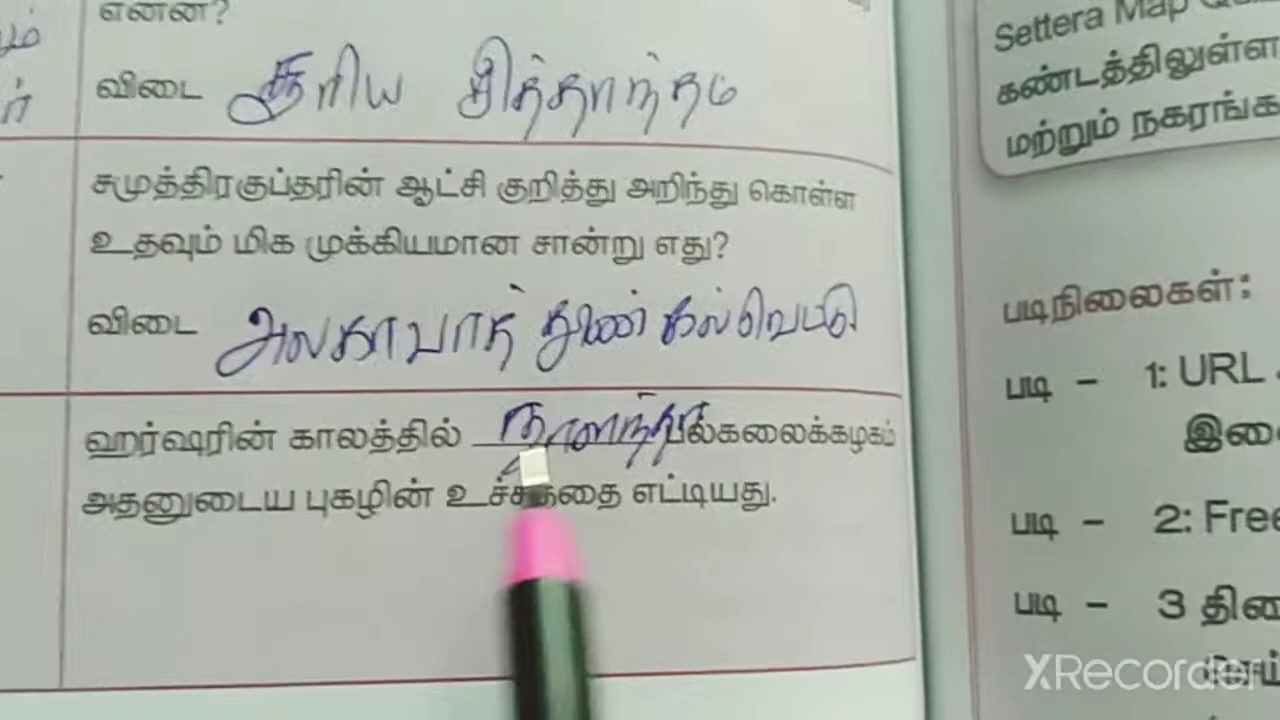 என்ன?
விடை சூரிய சித்தாந்தம்
சமுத்திரகுப்தரின் ஆட்சி குறித்து அறிந்து கொள்ள
உதவும் மிக முக்கியமான சான்று எது?
விடை அலகாபாத் தூண் கல்வெட்டு
ஹர்ஷரின் காலத்தில் நாளந்தா பல்கலைக்கழகம்
அதனுடைய புகழின் உச்சத்தை எட்டியது.
Settera Map
கண்டத்திலுள்ள
மற்றும்
படிநிலைகள்:
படி - 1: URL
படி - 2: Free
படி - 3
XRecorder